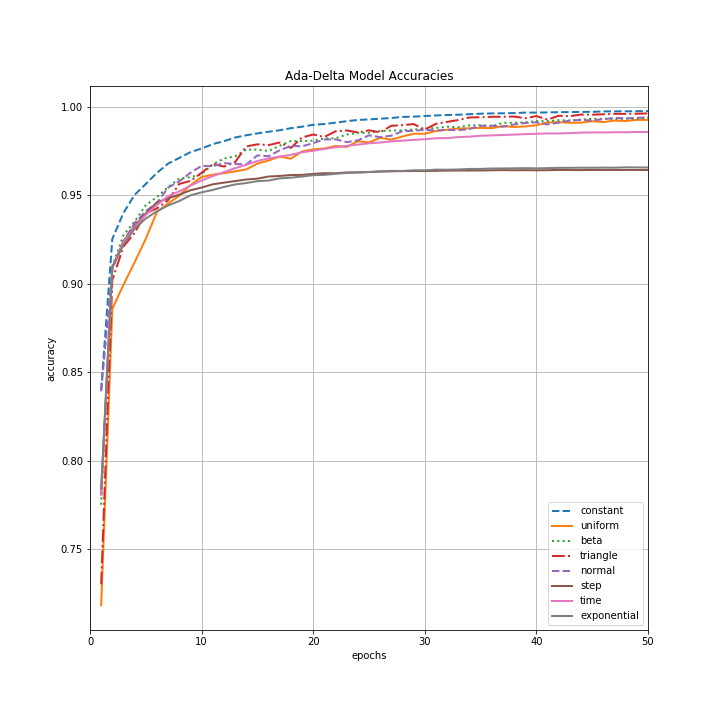 Ada-Delta Model Accuracies
1.00
0.95
0.90
0.85
0.80
0.75
accuracy
0 10 20 30 40 50
epochs
constant
uniform
beta
triangle
normal
step
time
exponential